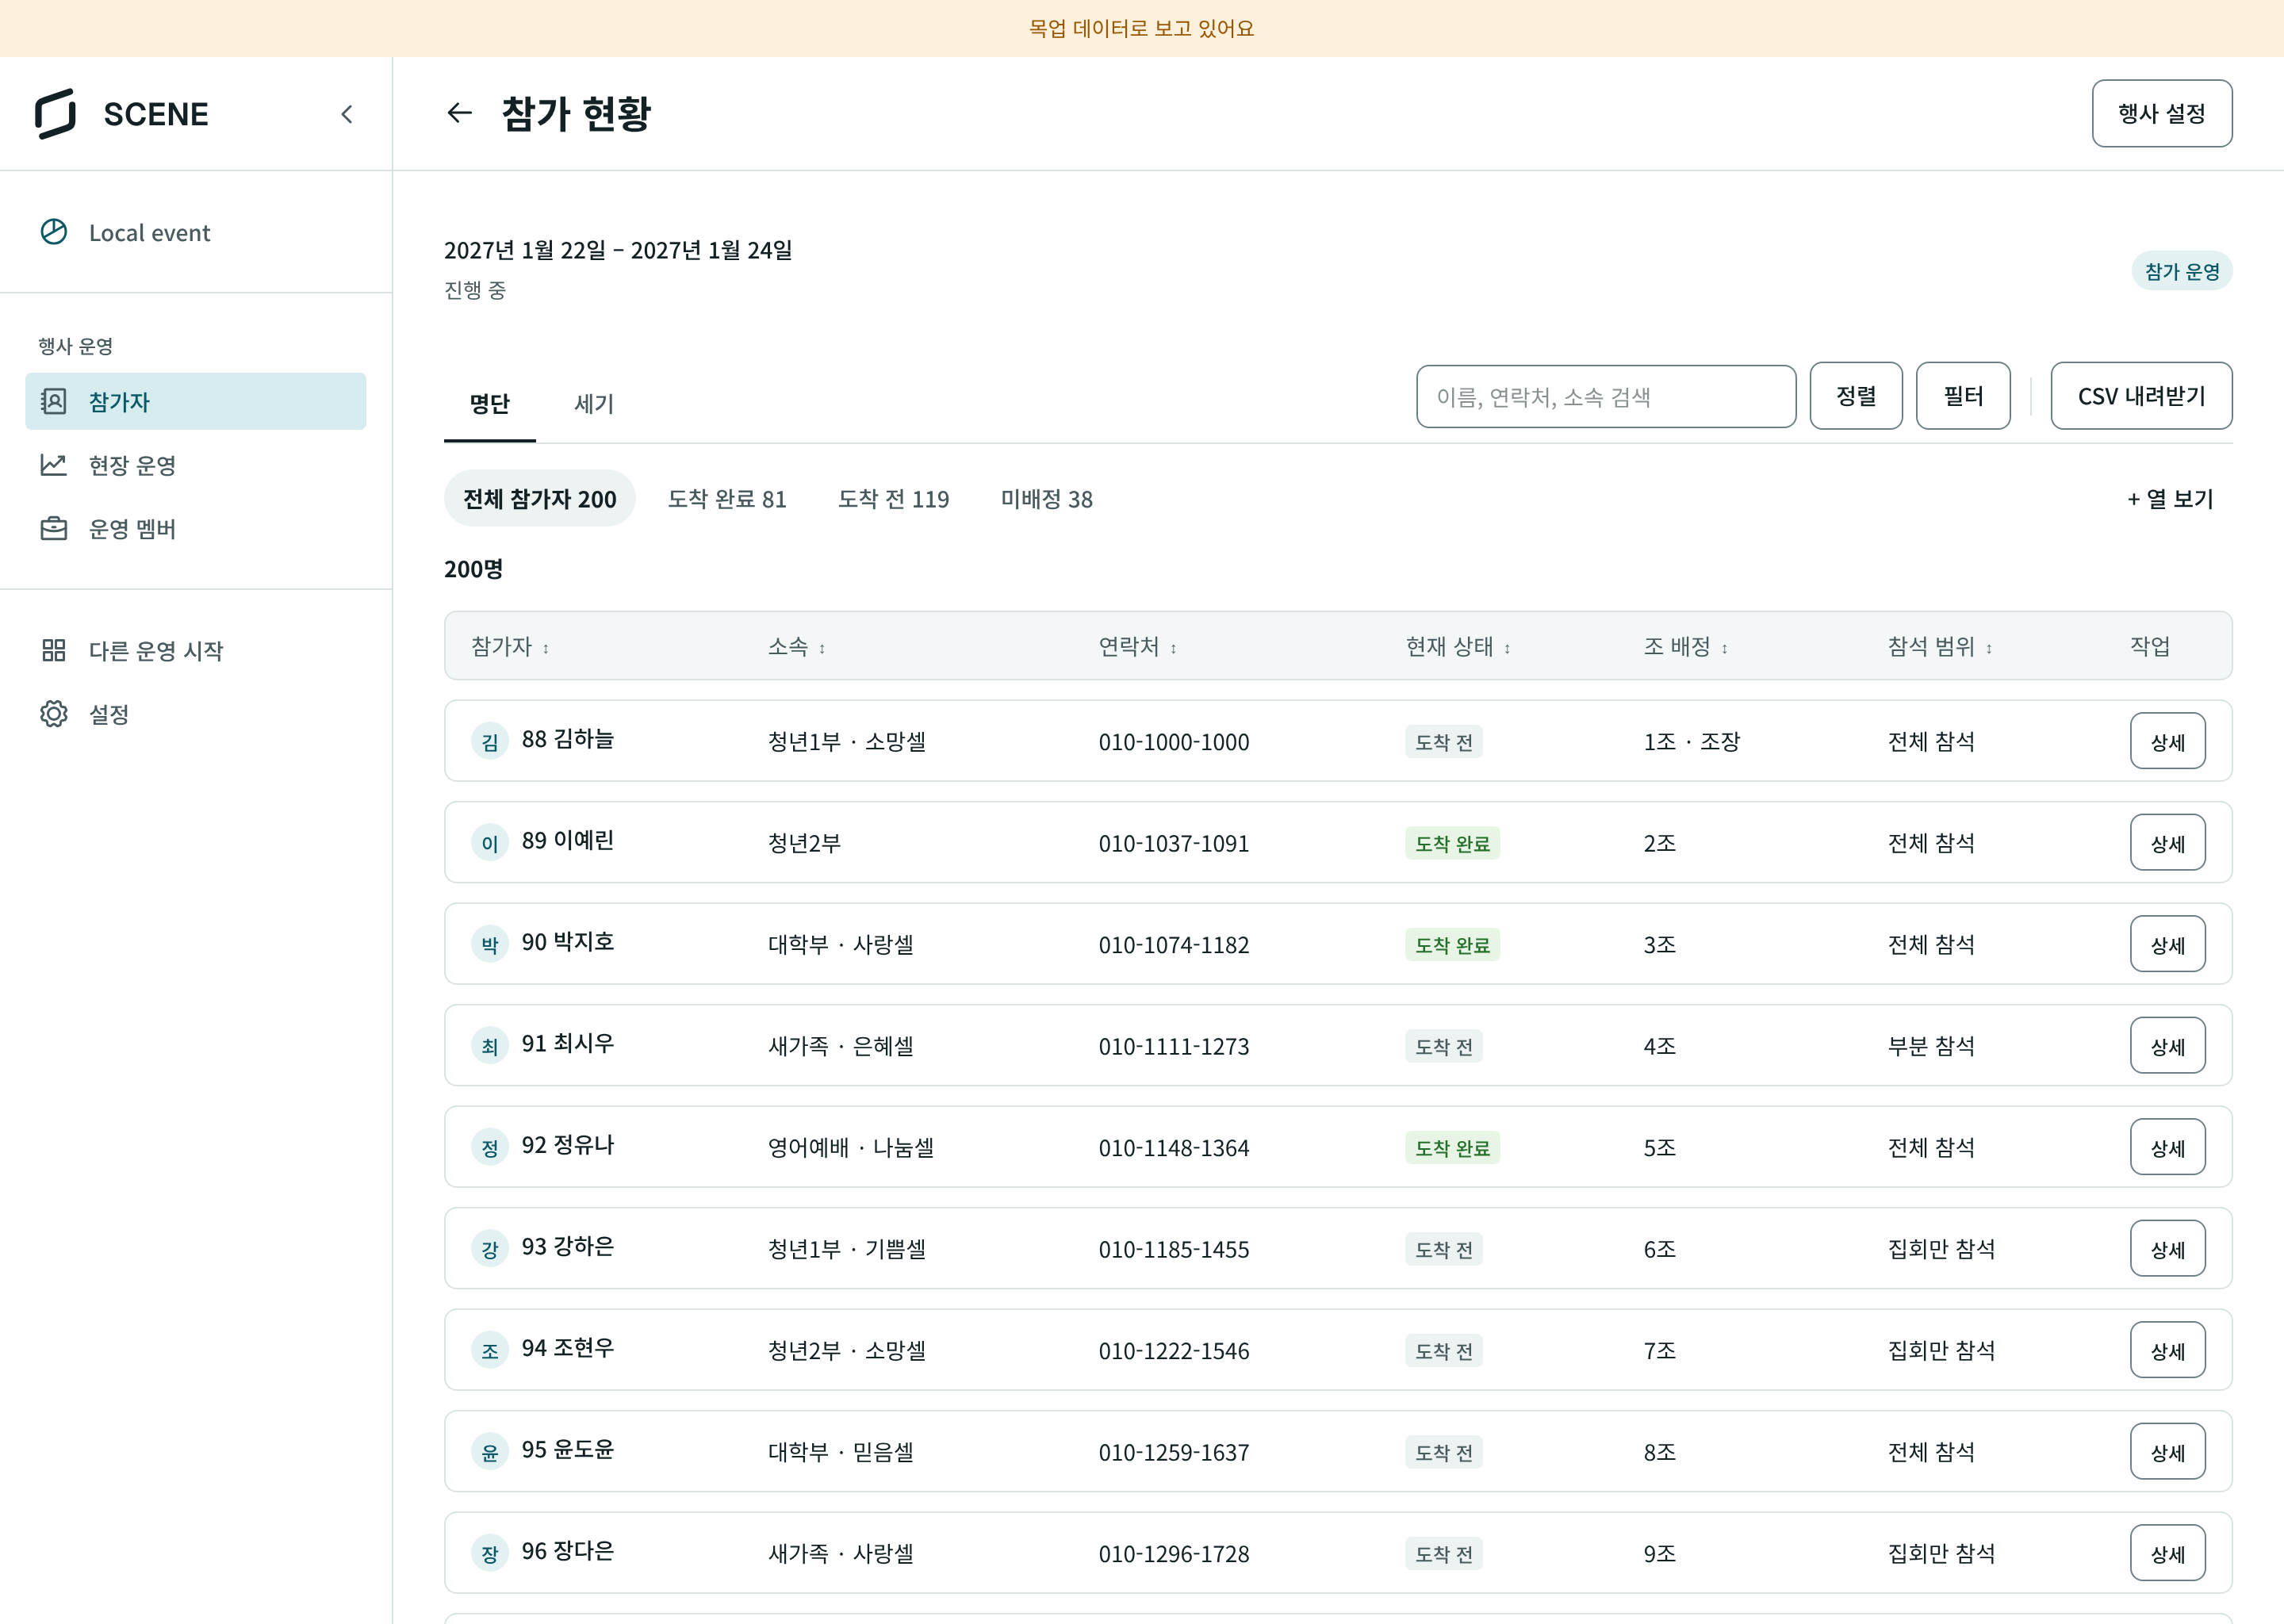 목업 데이터로 보고 있어요
SCENE
참가 현황
행사 설정
Local event
행사 운영
참가자
현장 운영
운영 멤버
다른 운영 시작
설정
2027년 1월 22일 – 2027년 1월 24일
진행 중
참가 운영
명단 세기
이름, 연락처, 소속 검색
정렬
필터
CSV 내려받기
전체 참가자 200 도착 완료 81 도착 전 119 미배정 38
+ 열 보기
200명
참가자 ↕ 소속 ↕ 연락처 ↕ 현재 상태 ↕ 조 배정 ↕ 참석 범위 ↕ 작업
김 88 김하늘 청년1부 · 소망셀 010-1000-1000 도착 전 1조 · 조장 전체 참석 상세
이 89 이예린 청년2부 010-1037-1091 도착 완료 2조 전체 참석 상세
박 90 박지호 대학부 · 사랑셀 010-1074-1182 도착 완료 3조 전체 참석 상세
최 91 최시우 새가족 · 은혜셀 010-1111-1273 도착 전 4조 부분 참석 상세
정 92 정유나 영어예배 · 나눔셀 010-1148-1364 도착 완료 5조 전체 참석 상세
강 93 강하은 청년1부 · 기쁨셀 010-1185-1455 도착 전 6조 집회만 참석 상세
조 94 조현우 청년2부 · 소망셀 010-1222-1546 도착 전 7조 집회만 참석 상세
윤 95 윤도윤 대학부 · 믿음셀 010-1259-1637 도착 전 8조 전체 참석 상세
장 96 장다은 새가족 · 사랑셀 010-1296-1728 도착 전 9조 집회만 참석 상세